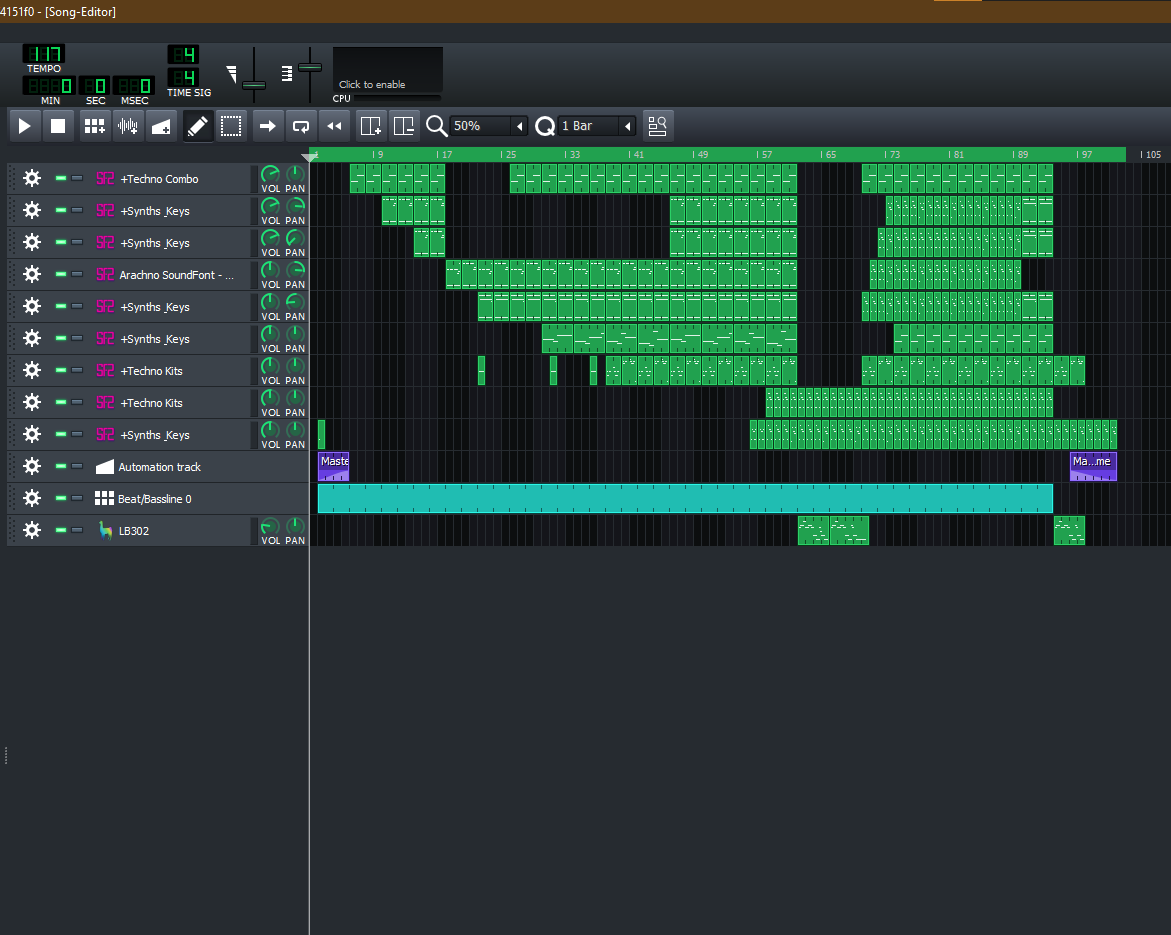 4151f0 - [Song-Editor]
117
TEMPO
4
4
TIME SIG
0 0 0
MIN SEC MSEC
Click to enable
CPU
50% 1 Bar
9 17 25 33 41 49 57 65 73 81 89 97 105
+Techno Combo VOL PAN
+Synths_Keys VOL PAN
+Synths_Keys VOL PAN
Arachno SoundFont - ... VOL PAN
+Synths_Keys VOL PAN
+Synths_Keys VOL PAN
+Techno Kits VOL PAN
+Techno Kits VOL PAN
+Synths_Keys VOL PAN
Automation track Maste Ma...me
Beat/Bassline 0
LB302 VOL PAN